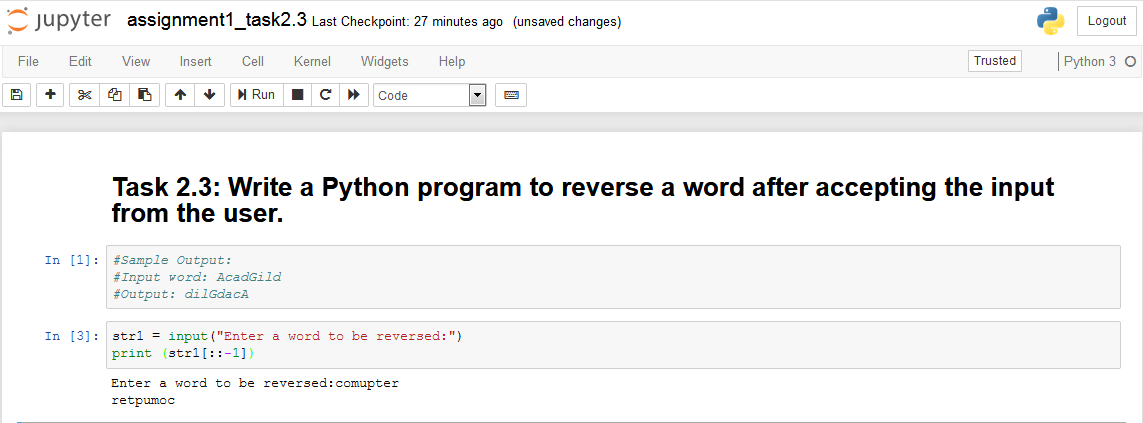 jupyter assignment1_task2.3 Last Checkpoint: 27 minutes ago (unsaved changes) Logout
File Edit View Insert Cell Kernel Widgets Help Trusted Python 3
Run Code
Task 2.3: Write a Python program to reverse a word after accepting the input
from the user.
In [1]: #Sample Output:
#Input word: AcadGild
#Output: dilGdacA
In [3]: str1 = input("Enter a word to be reversed:")
print (str1[::-1])
Enter a word to be reversed:comupter
retpumoc